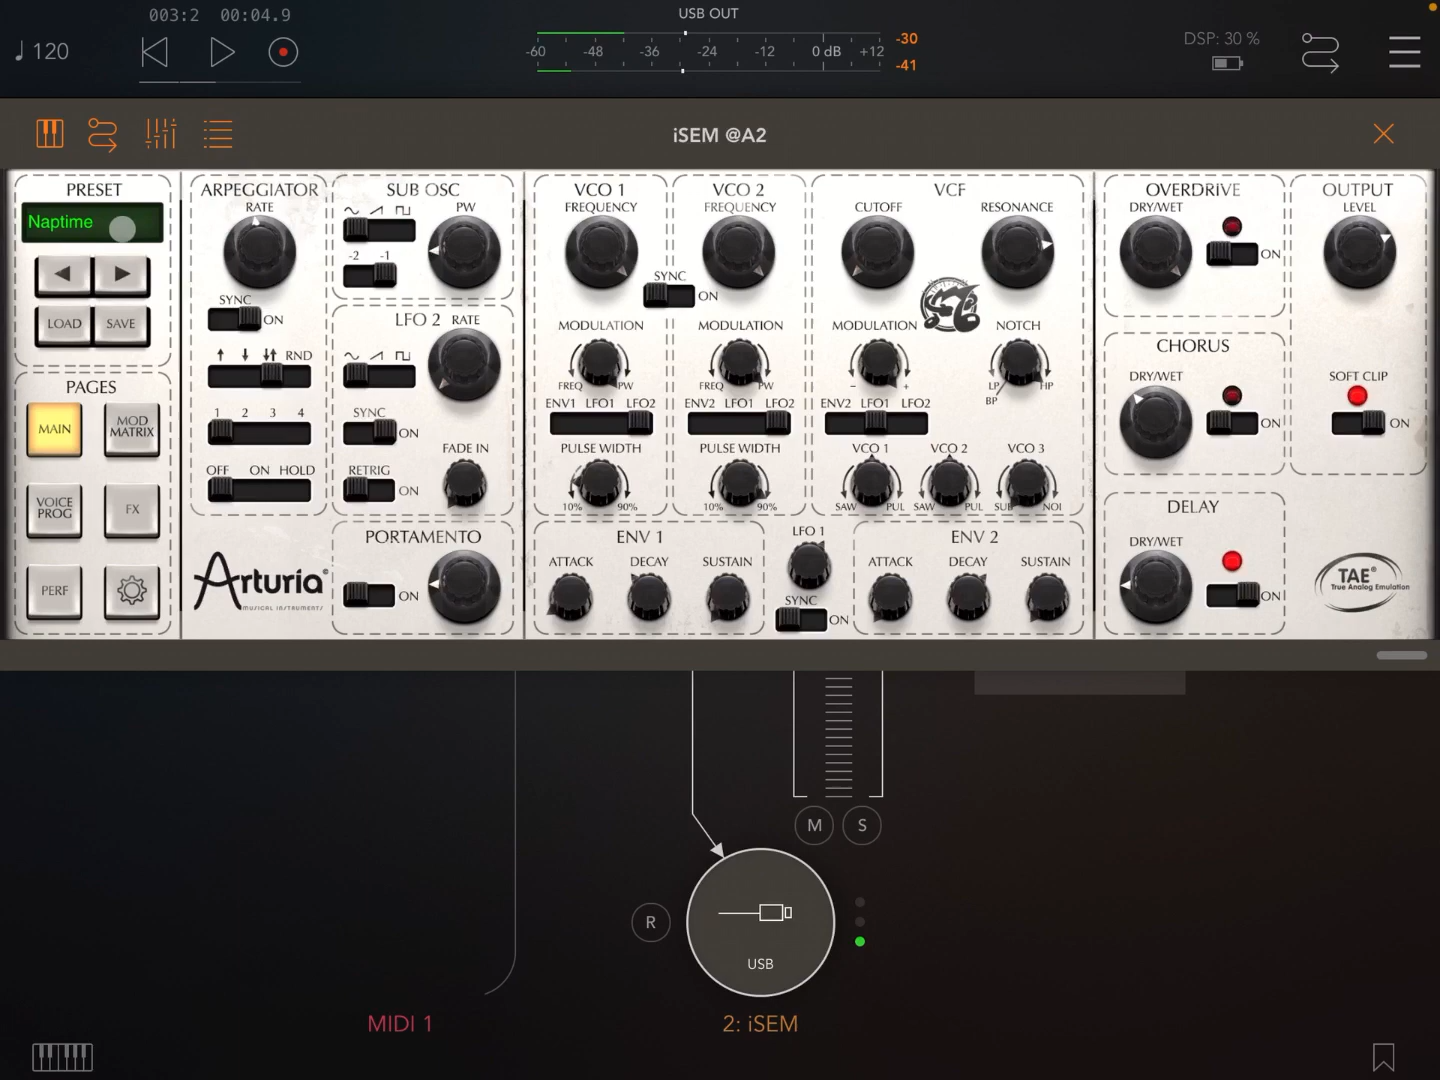 003:2 00:04.9
USB OUT
120
-60 -48 -36 -24 -12 0 dB +12
-30
-41
DSP: 30 %
iSEM @A2
PRESET
Naptime
LOAD SAVE
PAGES
MAIN
MOD MATRIX
VOICE PROG
FX
PERF
ARPEGGIATOR
RATE
SYNC
ON
RND
1 2 3 4
OFF ON HOLD
Arturia
MUSICAL INSTRUMENTS
SUB OSC
PW
-2 -1
LFO 2 RATE
SYNC
ON
FADE IN
RETRIG
ON
PORTAMENTO
ON
VCO 1
FREQUENCY
VCO 2
FREQUENCY
SYNC
ON
MODULATION
FREQ PW
ENV1 LFO1 LFO2
PULSE WIDTH
10% 90%
MODULATION
FREQ PW
ENV2 LFO1 LFO2
PULSE WIDTH
10% 90%
VCF
CUTOFF
RESONANCE
MODULATION
- +
NOTCH
LP HP
BP
ENV2 LFO1 LFO2
VCO 1 VCO 2 VCO 3
SAW PUL SAW PUL SUB NOI
ENV 1
ATTACK DECAY SUSTAIN
LFO 1
SYNC
ON
ENV 2
ATTACK DECAY SUSTAIN
OVERDRIVE
DRY/WET
ON
CHORUS
DRY/WET
ON
DELAY
DRY/WET
ON
OUTPUT
LEVEL
SOFT CLIP
ON
TAE®
True Analog Emulation
M S
R
USB
MIDI 1
2: iSEM